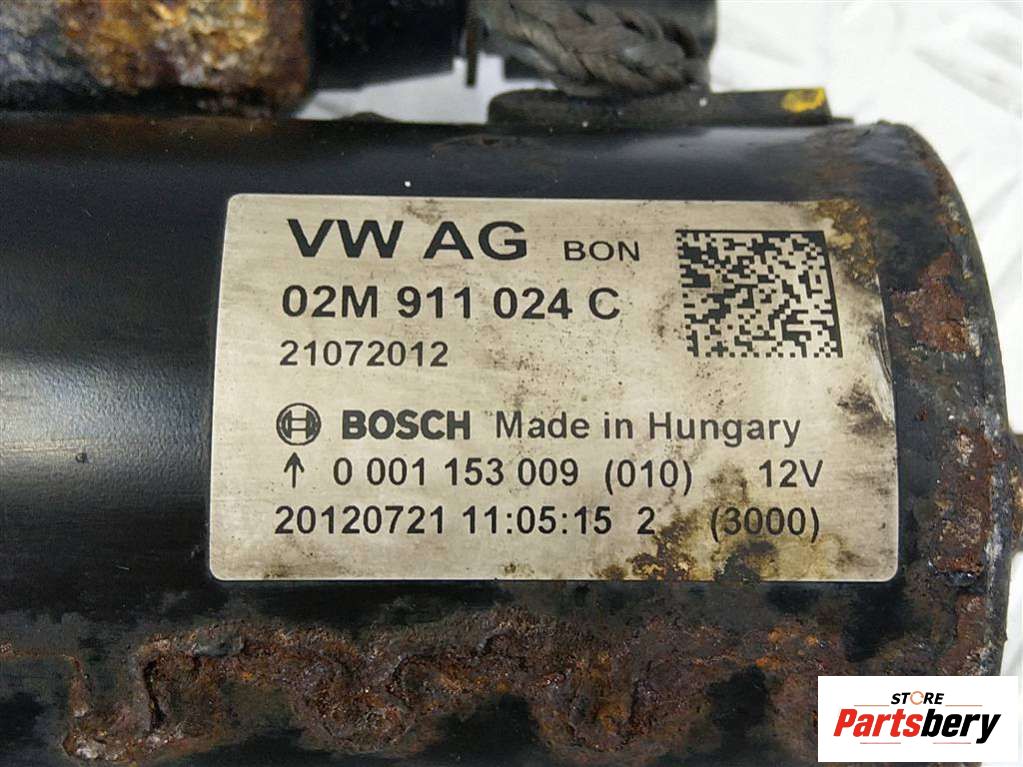 VW AG BON
02M 911 024 C
21072012
BOSCH Made in Hungary
↑ 0 001 153 009 (010) 12V
20120721 11:05:15 2 (3000)
STORE
Partsbery